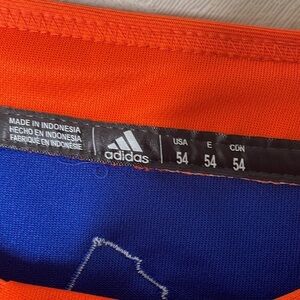 MADE IN INDONESIA
HECHO EN INDONESIA
FABRIQUÉ EN INDONÉSIE
adidas
USA E CDN
54 54 54